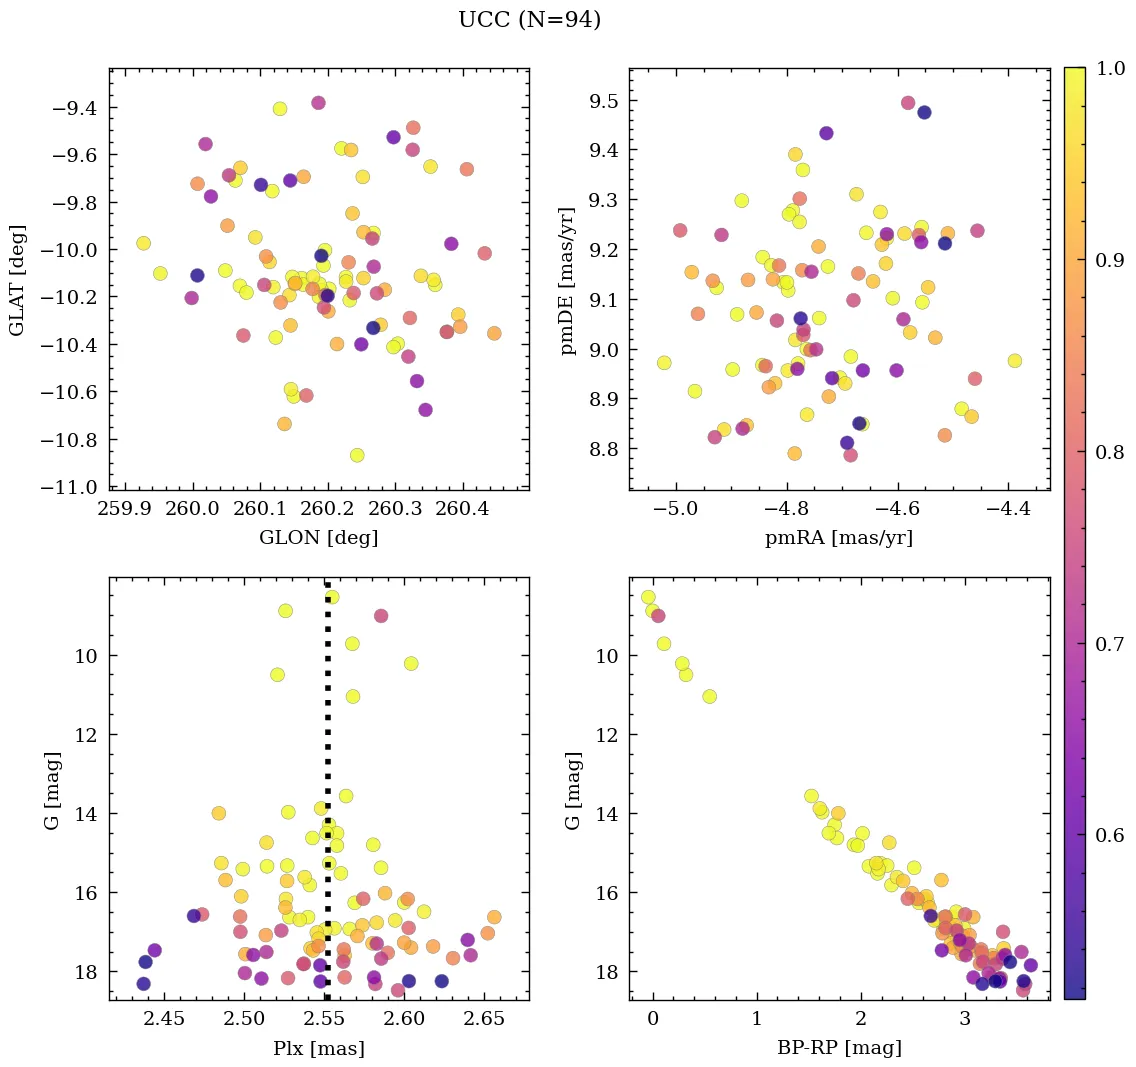 UCC (N=94)
−9.4
−9.6
−9.8
−10.0
−10.2
−10.4
−10.6
−10.8
−11.0
GLAT [deg]
259.9 260.0 260.1 260.2 260.3 260.4
GLON [deg]
9.5
9.4
9.3
9.2
9.1
9.0
8.9
8.8
pmDE [mas/yr]
−5.0 −4.8 −4.6 −4.4
pmRA [mas/yr]
10
12
14
16
18
G [mag]
2.45 2.50 2.55 2.60 2.65
Plx [mas]
10
12
14
16
18
G [mag]
0 1 2 3
BP-RP [mag]
1.0
0.9
0.8
0.7
0.6